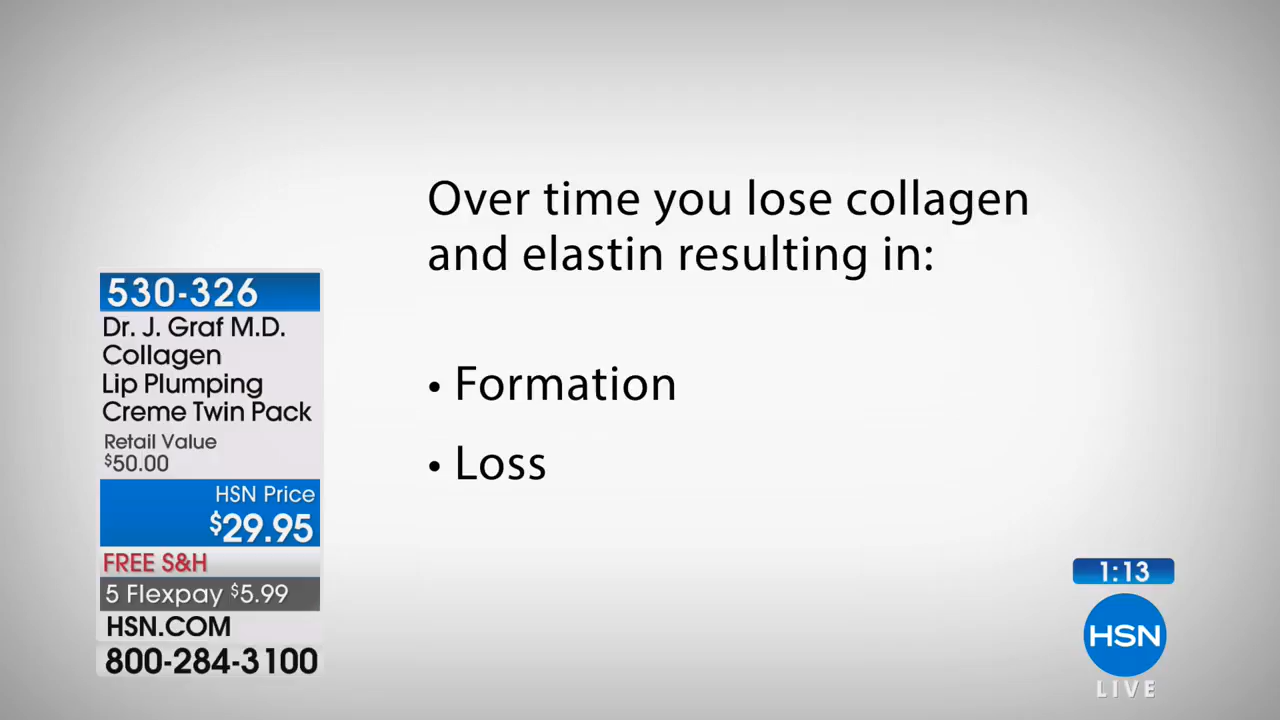 Over time you lose collagen
and elastin resulting in:
• Formation
• Loss
530-326
Dr. J. Graf M.D.
Collagen
Lip Plumping
Creme Twin Pack
Retail Value
$50.00
HSN Price
$29.95
FREE S&H
5 Flexpay $5.99
HSN.COM
800-284-3100
1:13
HSN
LIVE